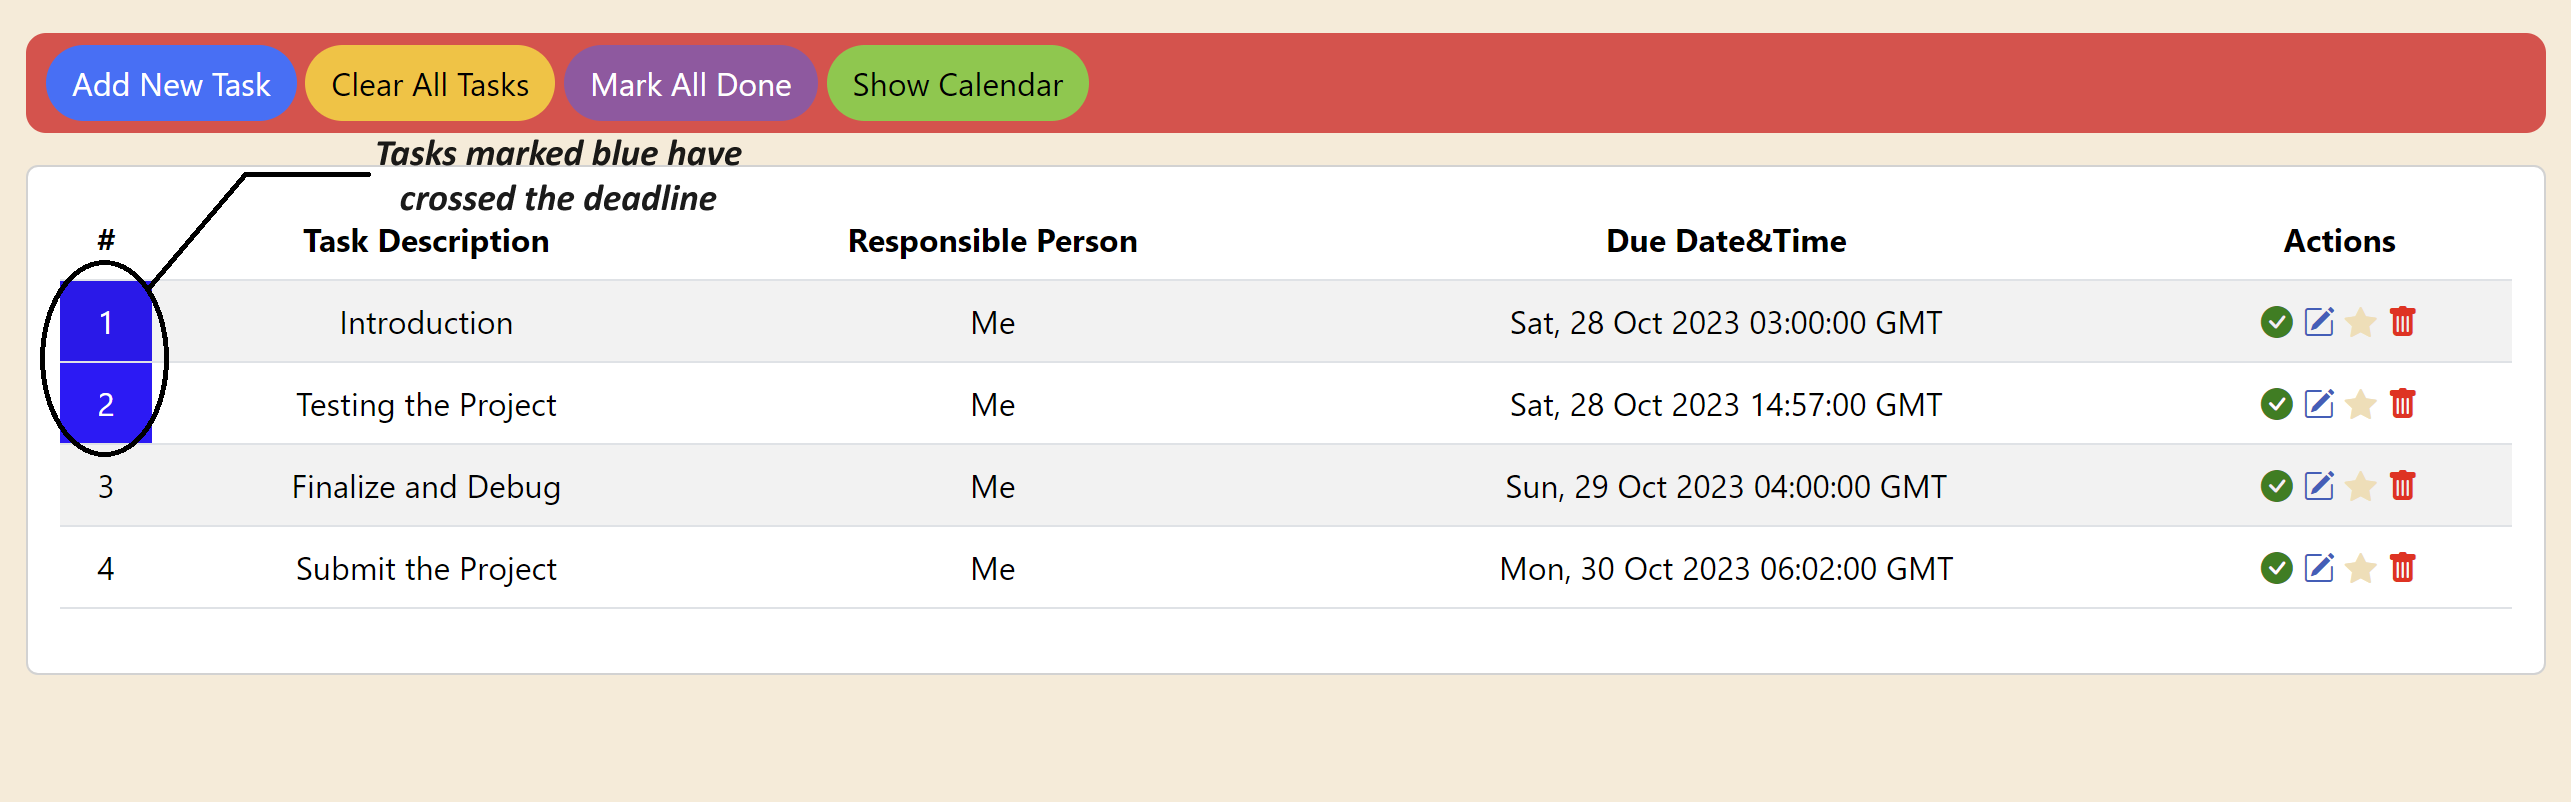 Add New Task Clear All Tasks Mark All Done Show Calendar
Tasks marked blue have
crossed the deadline
# Task Description Responsible Person Due Date&Time Actions
1 Introduction Me Sat, 28 Oct 2023 03:00:00 GMT
2 Testing the Project Me Sat, 28 Oct 2023 14:57:00 GMT
3 Finalize and Debug Me Sun, 29 Oct 2023 04:00:00 GMT
4 Submit the Project Me Mon, 30 Oct 2023 06:02:00 GMT